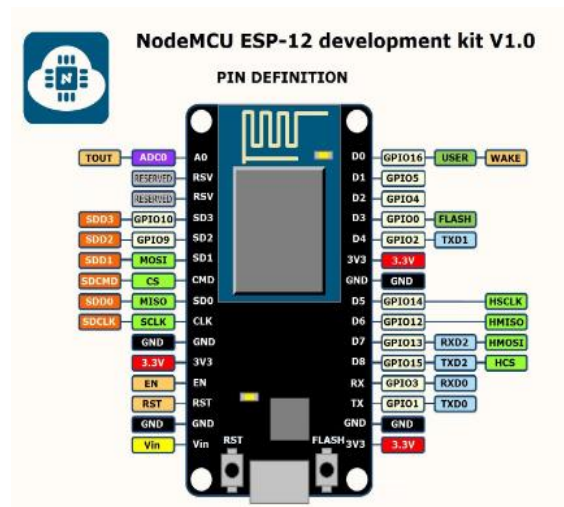 NodeMCU ESP-12 development kit V1.0
PIN DEFINITION
TOUT ADC0 A0 D0 GPIO16 USER WAKE
RESERVED RSV D1 GPIO5
RESERVED RSV D2 GPIO4
SDD3 GPIO10 SD3 D3 GPIO0 FLASH
SDD2 GPIO9 SD2 D4 GPIO2 TXD1
SDD1 MOSI SD1 3V3 3.3V
SDCMD CS CMD GND GND
SDD0 MISO SD0 D5 GPIO14 HSCLK
SDCLK SCLK CLK D6 GPIO12 HMISO
GND GND D7 GPIO13 RXD2 HMOSI
3.3V 3V3 D8 GPIO15 TXD2 HCS
EN EN RX GPIO3 RXD0
RST RST TX GPIO1 TXD0
GND GND GND GND
Vin Vin RST FLASH 3V3 3.3V
N